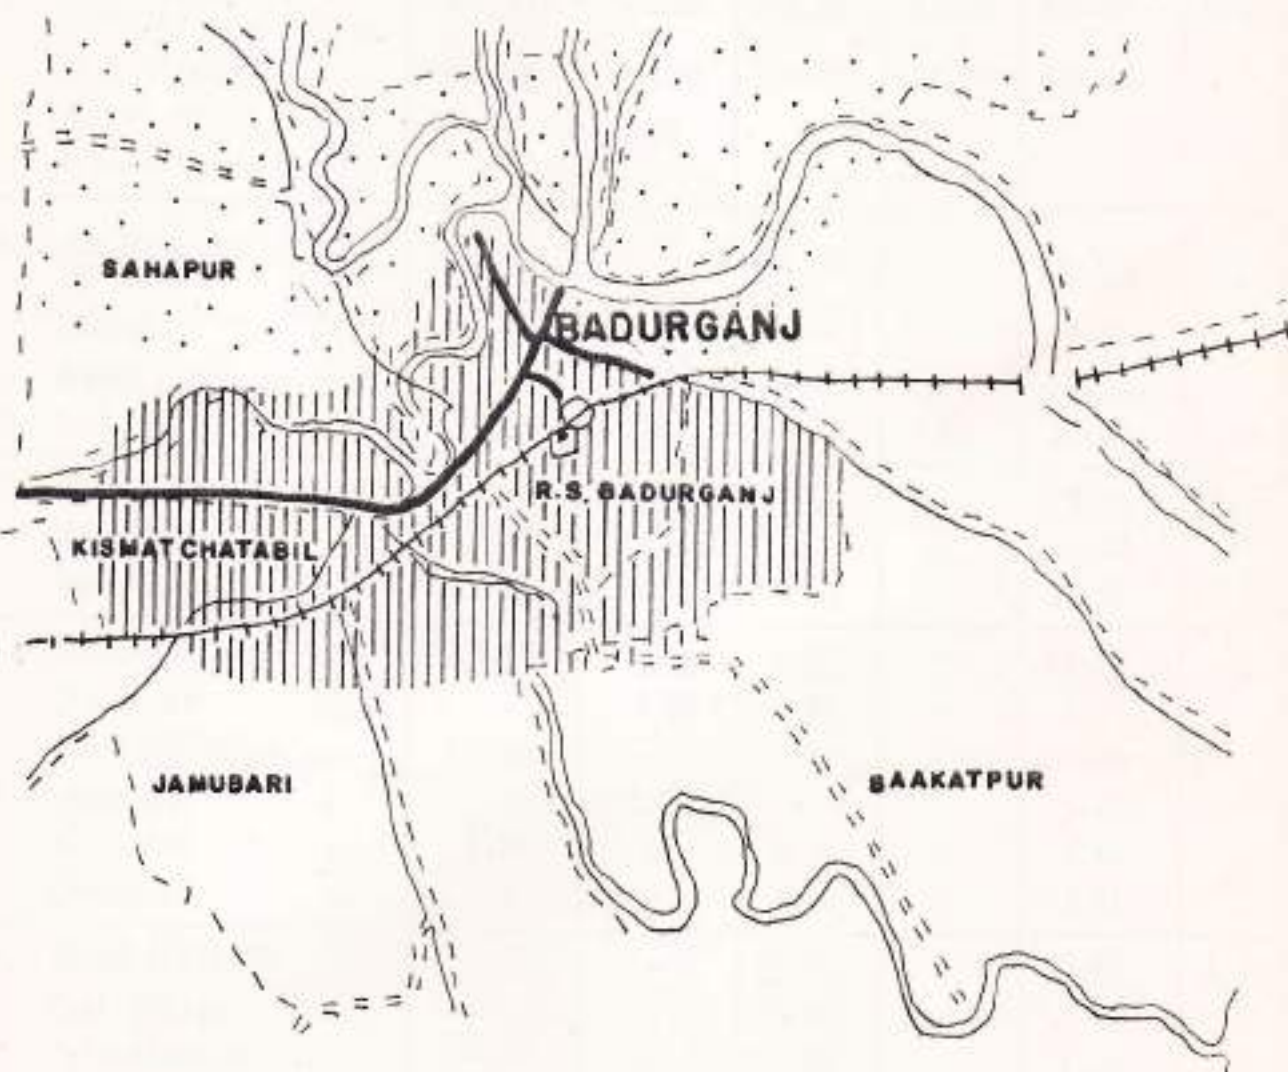 SAHAPUR
BADURGANJ
R.S. BADURGANJ
KISMAT CHATABIL
JAMUBARI
SAAKATPUR